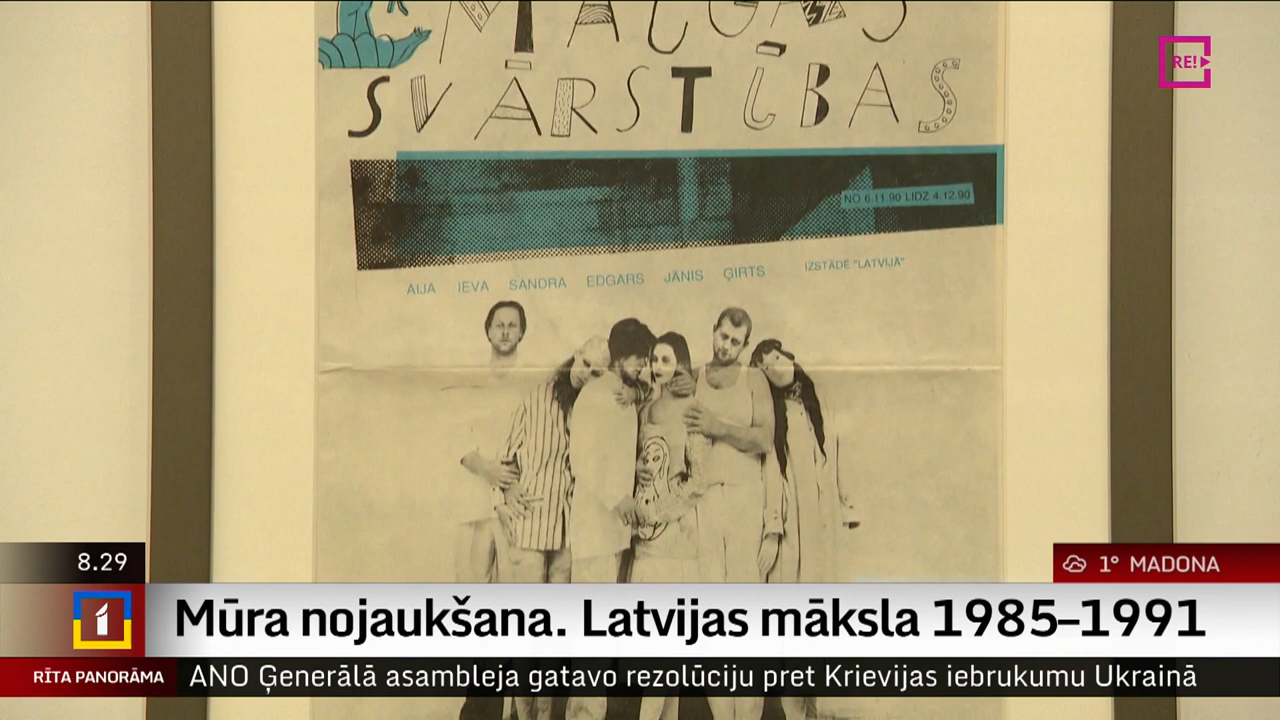 MĀTŪRAS
SVĀRSTĪBAS
RE!
NO 6.11.90 LĪDZ 4.12.90
AIJA IEVA SANDRA EDGARS JĀNIS ĢIRTS IZSTĀDE "LATVIJĀ"
8.29
1° MADONA
1
Mūra nojaukšana. Latvijas māksla 1985–1991
RĪTA PANORĀMA
ANO Ģenerālā asambleja gatavo rezolūciju pret Krievijas iebrukumu Ukrainā